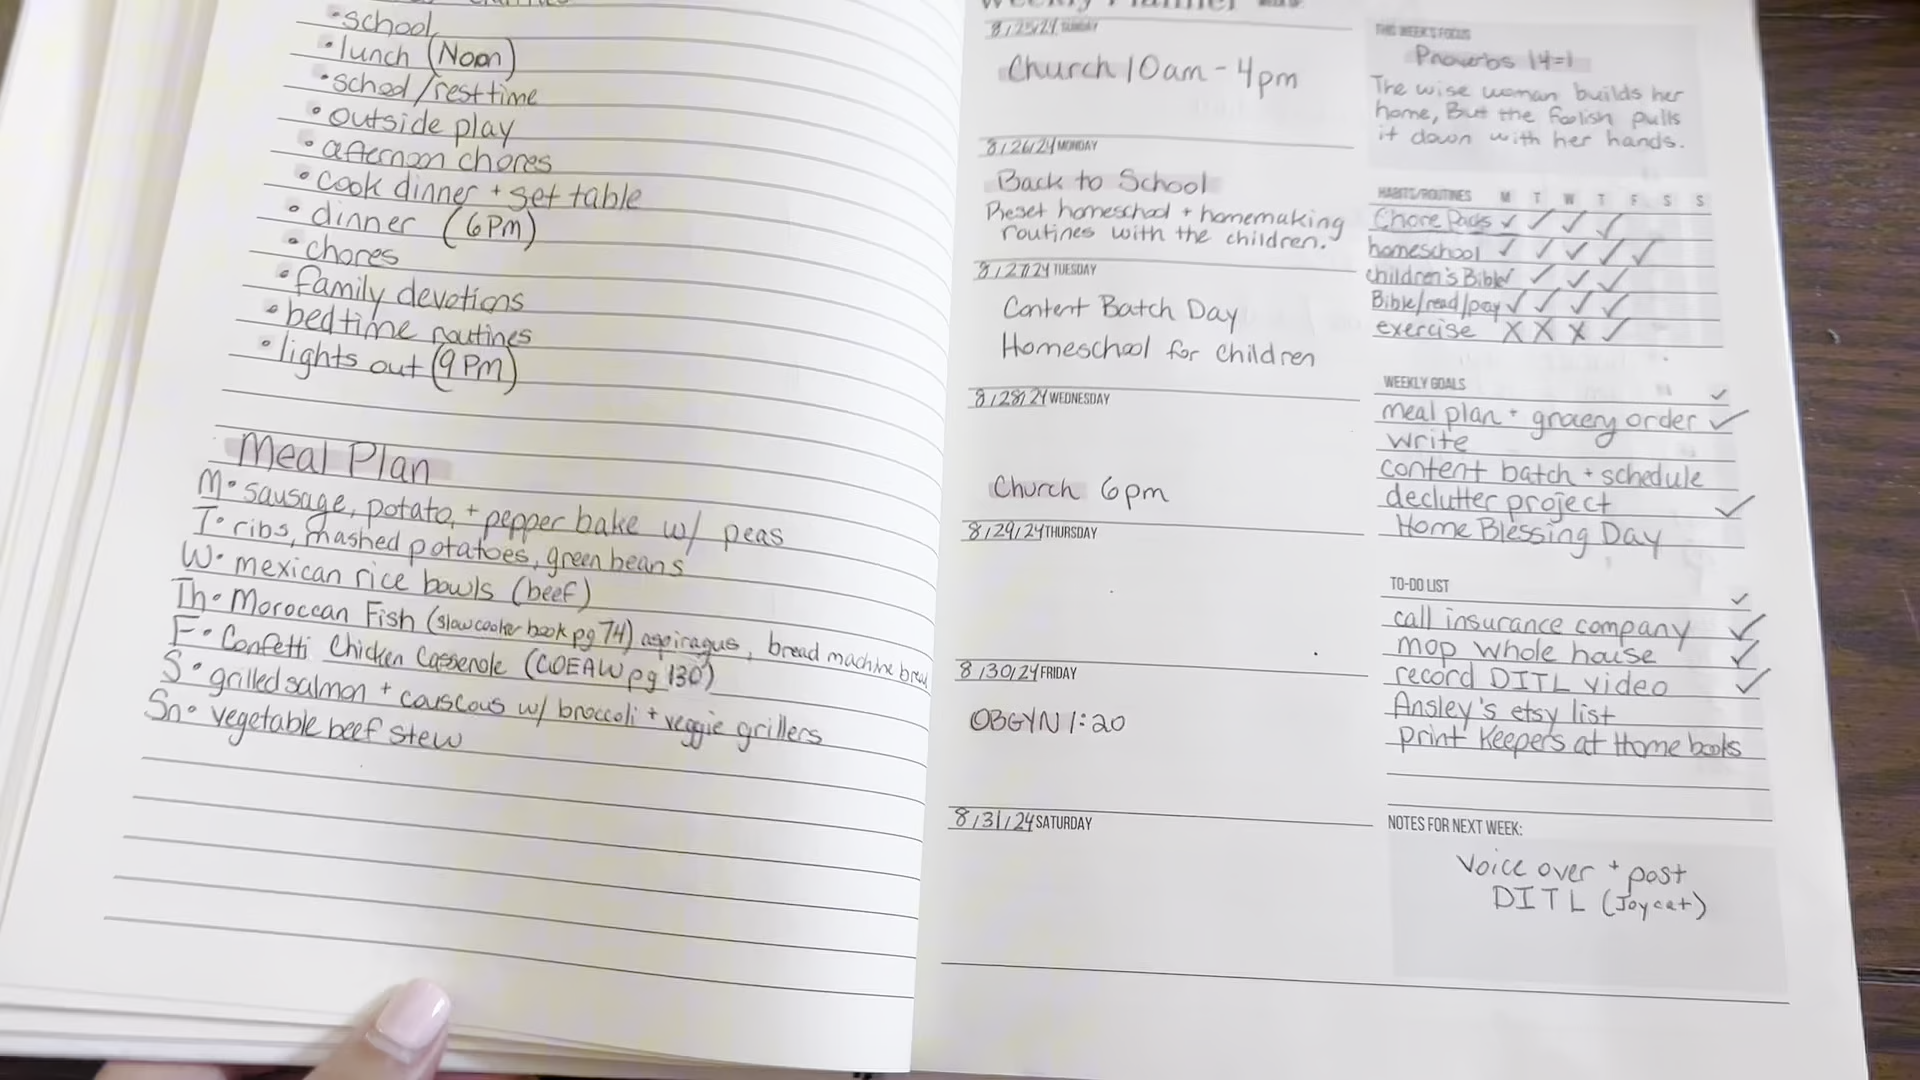 • school
• lunch (Noon)
• school/rest time
• outside play
• afternoon chores
• cook dinner + set table
• dinner (6PM)
• chores
• family devotions
• bedtime routines
• lights out (9PM)
Meal Plan
M• sausage, potato, + pepper bake w/ peas
T• ribs, mashed potatoes, green beans
W• mexican rice bowls (beef)
Th• Moroccan Fish (slowcooker book pg 74) aspiragus, bread machine bread
F• Confetti Chicken Casserole (COEAW pg 130)
S• grilled salmon + couscous w/ broccoli + veggie grillers
Sn• vegetable beef stew
Weekly Planner
8/25/24 SUNDAY
Church 10am - 4pm
8/26/24 MONDAY
Back to School
Reset homeschool + homemaking
routines with the children.
8/27/24 TUESDAY
Content Batch Day
Homeschool for children
8/28/24 WEDNESDAY
Church 6pm
8/29/24 THURSDAY
8/30/24 FRIDAY
OBGYN 1:20
8/31/24 SATURDAY
THIS WEEK'S FOCUS
Proverbs 14=1
The wise woman builds her
home, But the foolish pulls
it down with her hands.
HABITS/ROUTINES M T W T F S S
Chore Packs ✓ ✓ ✓ ✓
homeschool ✓ ✓ ✓ ✓ ✓
children's Bible ✓ ✓ ✓ ✓
Bible/read/pray ✓ ✓ ✓ ✓
exercise X X X ✓
WEEKLY GOALS ✓
meal plan + grocery order ✓
write
content batch + schedule
declutter project ✓
Home Blessing Day
TO-DO LIST ✓
call insurance company ✓
mop whole house ✓
record DITL video ✓
Ansley's etsy list
print Keepers at Home books
NOTES FOR NEXT WEEK:
Voice over + post
DITL (Joycat)